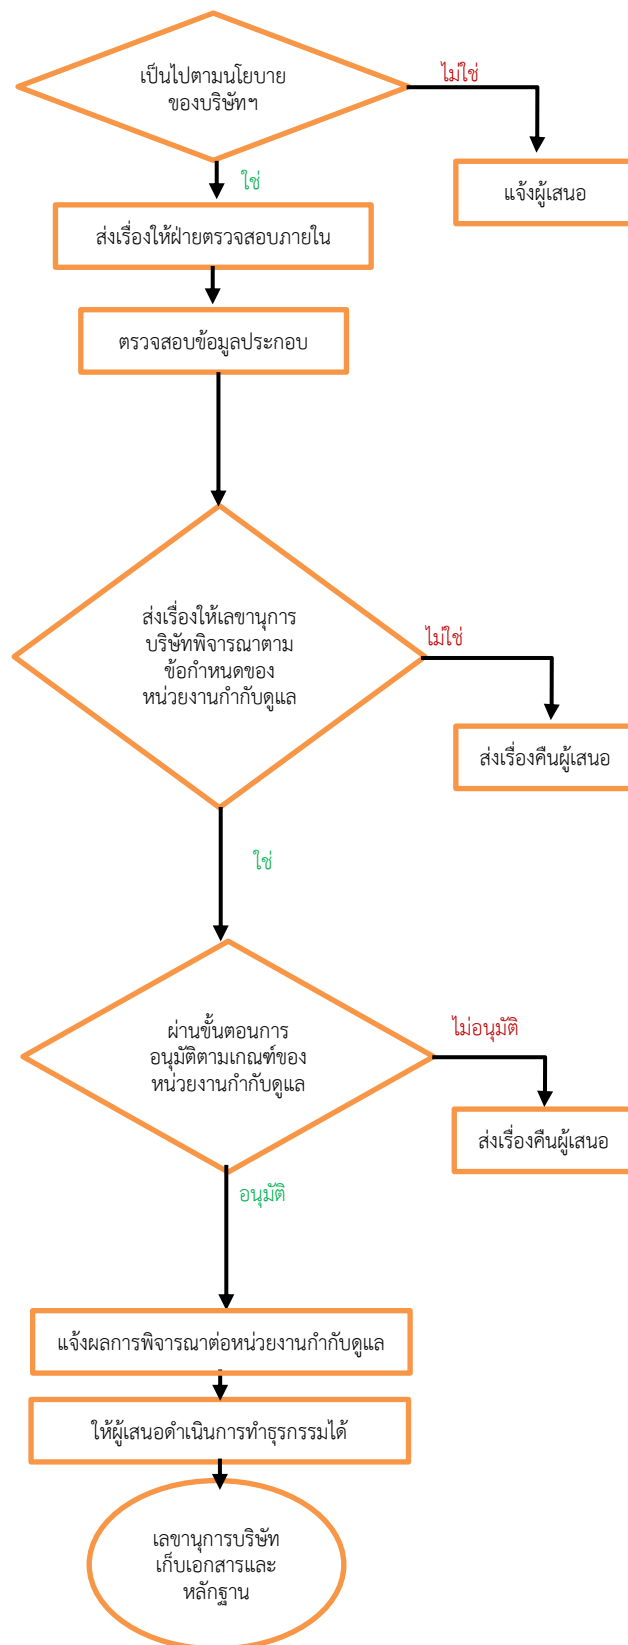 เป็นไปตามนโยบาย
ของบริษัทฯ
ไม่ใช่
แจ้งผู้เสนอ
ใช่
ส่งเรื่องให้ฝ่ายตรวจสอบภายใน
ตรวจสอบข้อมูลประกอบ
ส่งเรื่องให้เลขานุการ
บริษัทพิจารณาตาม
ข้อกำหนดของ
หน่วยงานกำกับดูแล
ไม่ใช่
ส่งเรื่องคืนผู้เสนอ
ใช่
ผ่านขั้นตอนการ
อนุมัติตามเกณฑ์ของ
หน่วยงานกำกับดูแล
ไม่อนุมัติ
ส่งเรื่องคืนผู้เสนอ
อนุมัติ
แจ้งผลการพิจารณาต่อหน่วยงานกำกับดูแล
ให้ผู้เสนอดำเนินการทำธุรกรรมได้
เลขานุการบริษัท
เก็บเอกสารและ
หลักฐาน